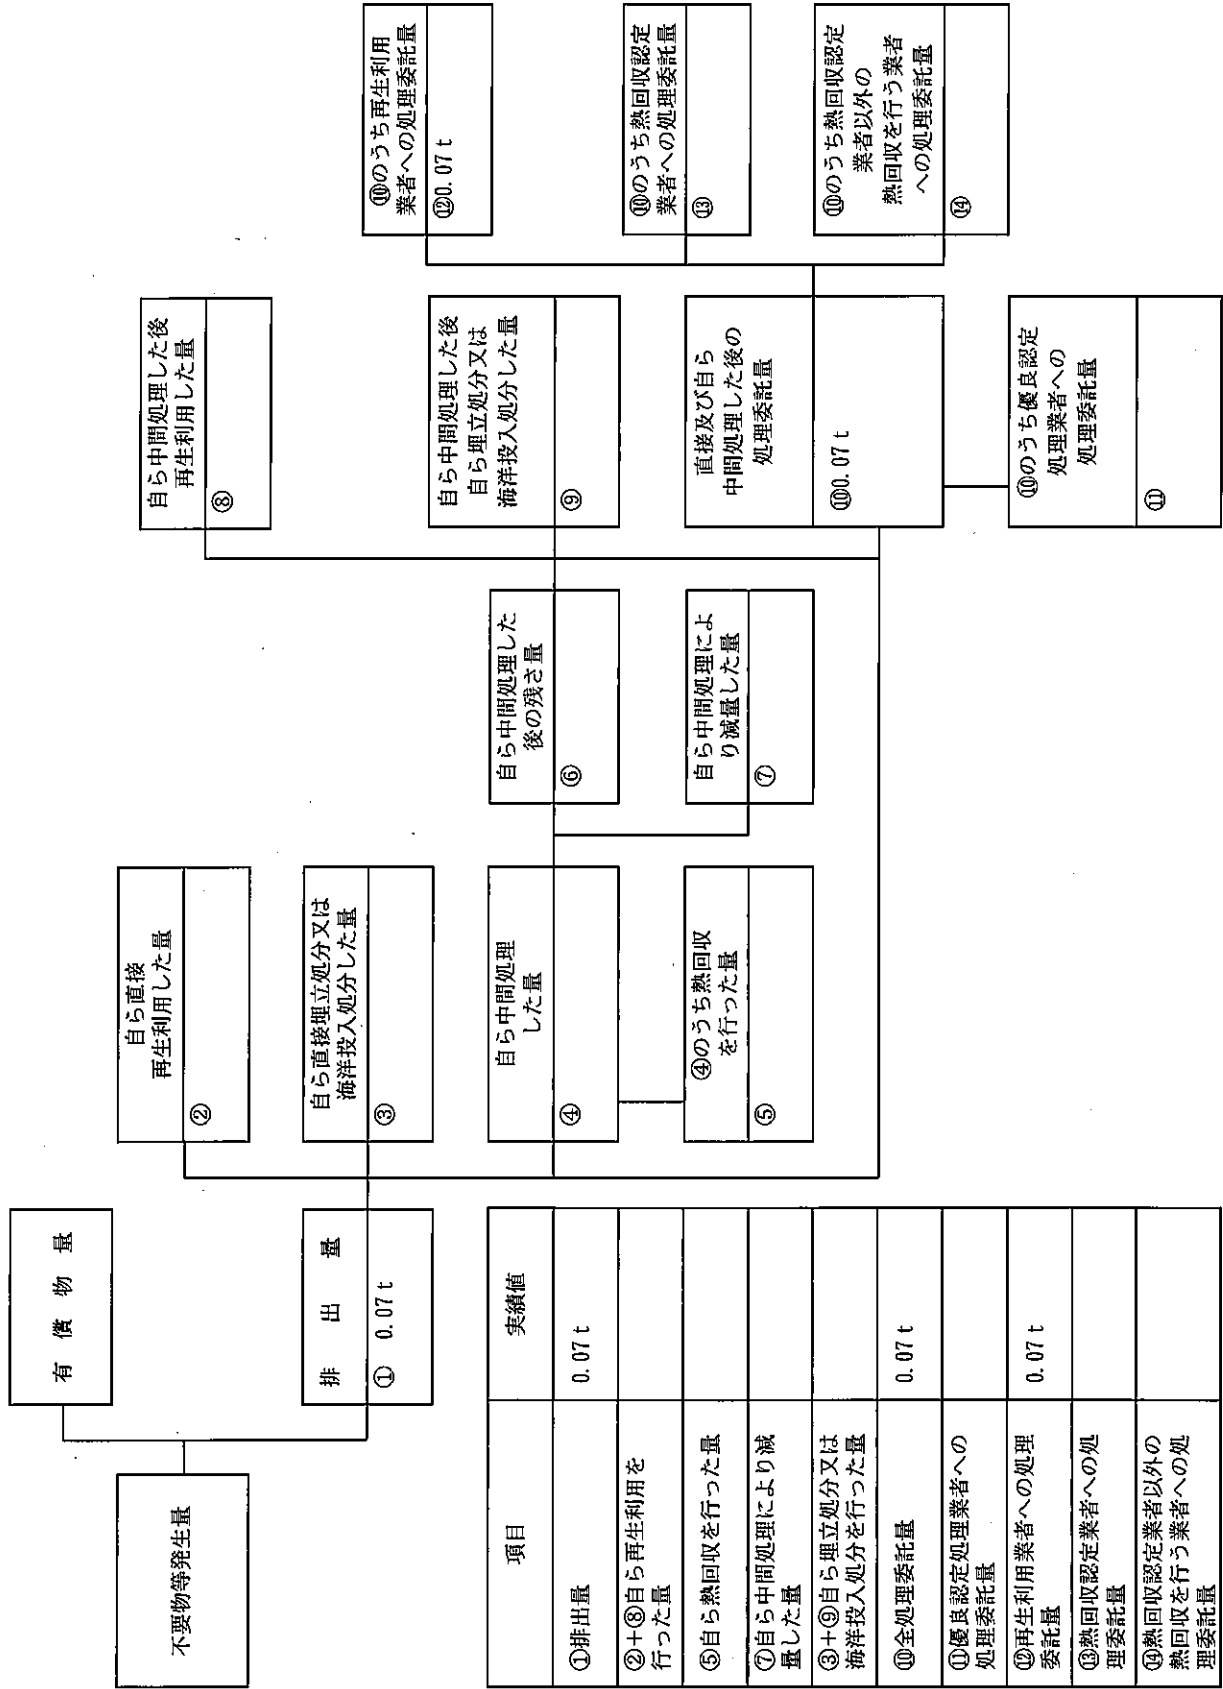 不要物等発生量
有償物量
排出量
① 0.07t
自ら直接
再生利用した量
②
自ら直接埋立処分又は
海洋投入処分した量
③
自ら中間処理
した量
④
④のうち熱回収
を行った量
⑤
自ら中間処理した
後の残さ量
⑥
自ら中間処理によ
り減量した量
⑦
自ら中間処理した後
再生利用した量
⑧
自ら中間処理した後
自ら埋立処分又は
海洋投入処分した量
⑨
直接及び自ら
中間処理した後の
処理委託量
⑩0.07t
⑩のうち優良認定
処理業者への
処理委託量
⑪
⑩のうち再生利用
業者への処理委託量
⑫0.07t
⑩のうち熱回収認定
業者への処理委託量
⑬
⑩のうち熱回収認定
業者以外の
熱回収を行う業者
への処理委託量
⑭
項目 実績値
①排出量 0.07t
②+⑧自ら再生利用を
行った量
⑤自ら熱回収を行った量
⑦自ら中間処理により減
量した量
③+⑨自ら埋立処分又は
海洋投入処分を行った量
⑩全処理委託量 0.07t
⑪優良認定処理業者への
処理委託量
⑫再生利用業者への処理
委託量 0.07t
⑬熱回収認定業者への処
理委託量
⑭熱回収認定業者以外の
熱回収を行う業者への処
理委託量